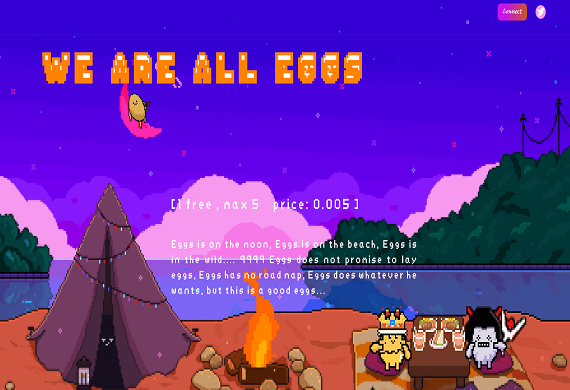 Connect
WE ARE ALL EGGS
[1 free , max 5 price: 0.005 ]
Eggs is on the moon, Eggs is on the beach, Eggs is
in the wild.... 9999 Eggs does not promise to lay
eggs, Eggs has no road map, Eggs does whatever he
wants, but this is a good eggs...